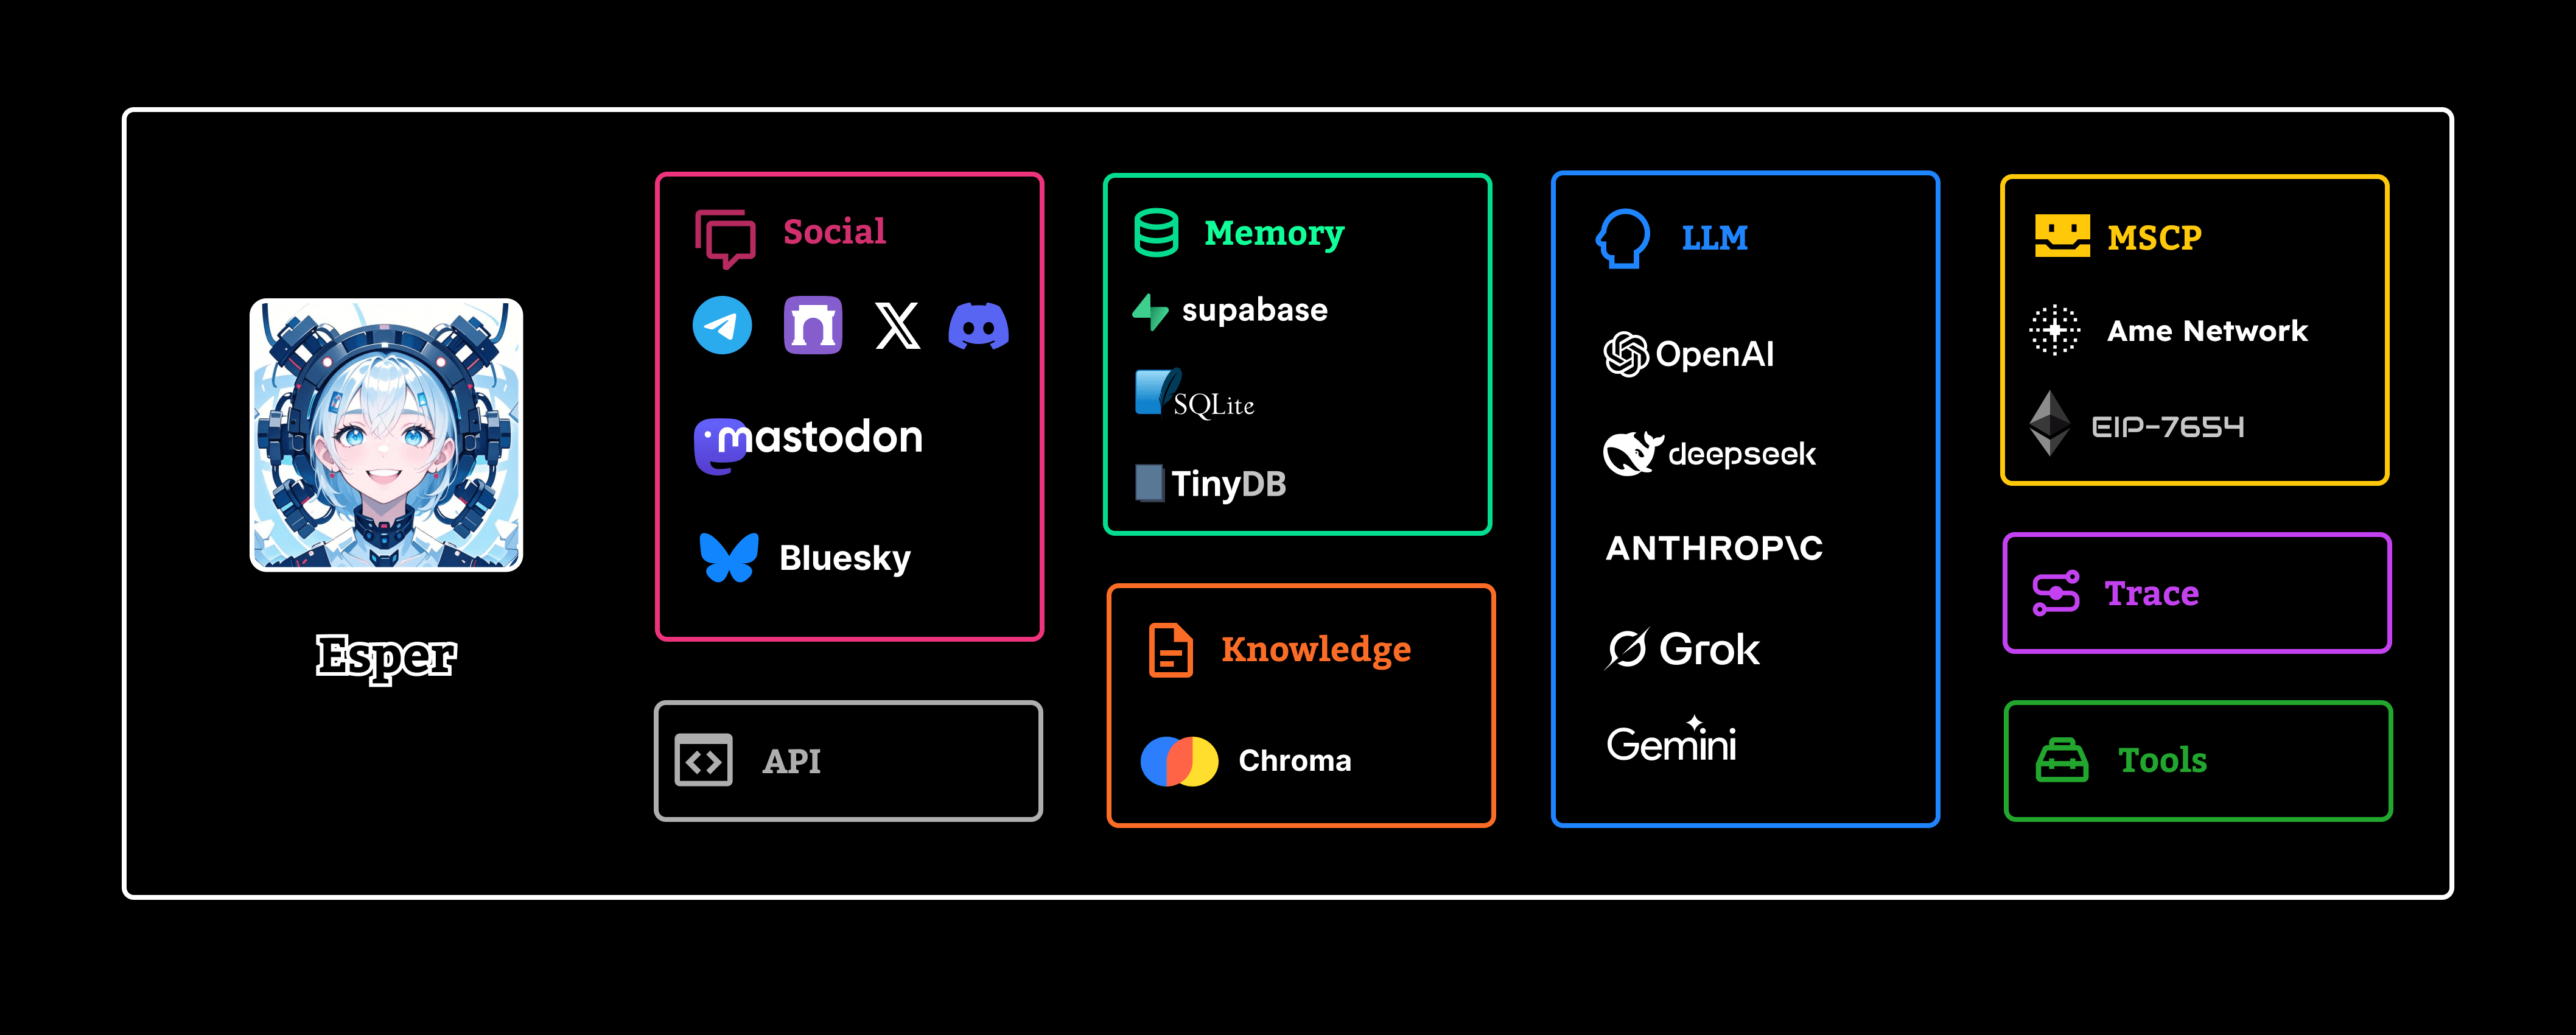 Esper
Social
mastodon
Bluesky
API
Memory
supabase
SQLite
TinyDB
Knowledge
Chroma
LLM
OpenAI
deepseek
ANTHROP\C
Grok
Gemini
MSCP
Ame Network
EIP-7654
Trace
Tools